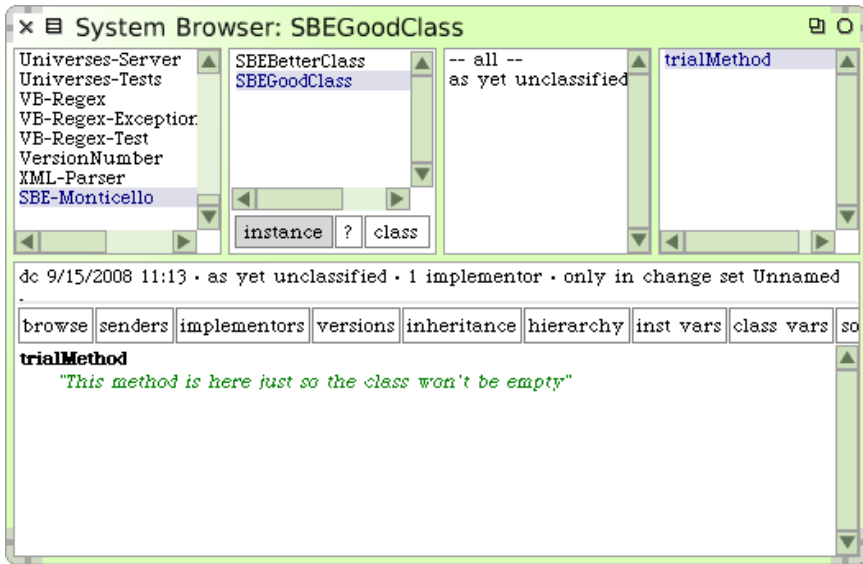 System Browser: SBEGoodClass
Universes-Server
Universes-Tests
VB-Regex
VB-Regex-Exception
VB-Regex-Test
VersionNumber
XML-Parser
SBE-Monticello
SBEBetterClass
SBEGoodClass
instance ? class
-- all --
as yet unclassified
trialMethod
dc 9/15/2008 11:13 · as yet unclassified · 1 implementor · only in change set Unnamed
.
browse senders implementors versions inheritance hierarchy inst vars class vars so
trialMethod
"This method is here just so the class won't be empty"